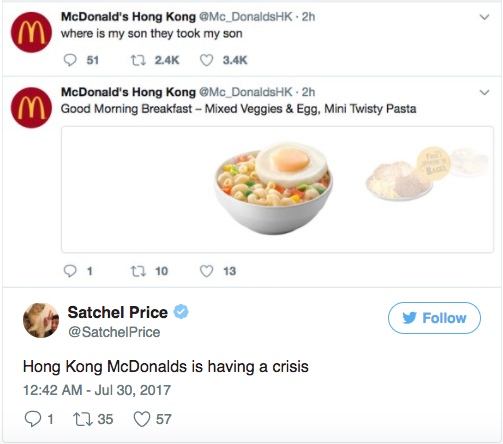 McDonald's Hong Kong @Mc_DonaldsHK · 2h
where is my son they took my son
51 2.4K 3.4K
McDonald's Hong Kong @Mc_DonaldsHK · 2h
Good Morning Breakfast – Mixed Veggies & Egg, Mini Twisty Pasta
1 10 13
Satchel Price
@SatchelPrice
Follow
Hong Kong McDonalds is having a crisis
12:42 AM - Jul 30, 2017
1 35 57